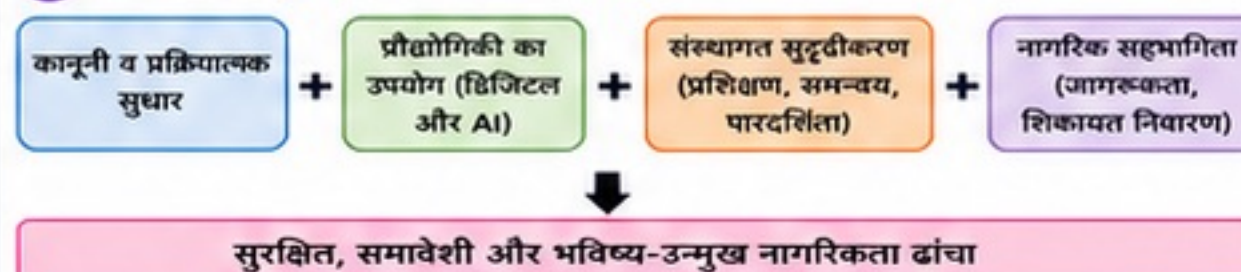 कानूनी व प्रक्रियात्मक
सुधार
+
प्रौद्योगिकी का
उपयोग (डिजिटल
और AI)
+
संस्थागत सुदृढीकरण
(प्रशिक्षण, समन्वय,
पारदर्शिता)
+
नागरिक सहभागिता
(जागरूकता,
शिकायत निवारण)
सुरक्षित, समावेशी और भविष्य-उन्मुख नागरिकता ढांचा